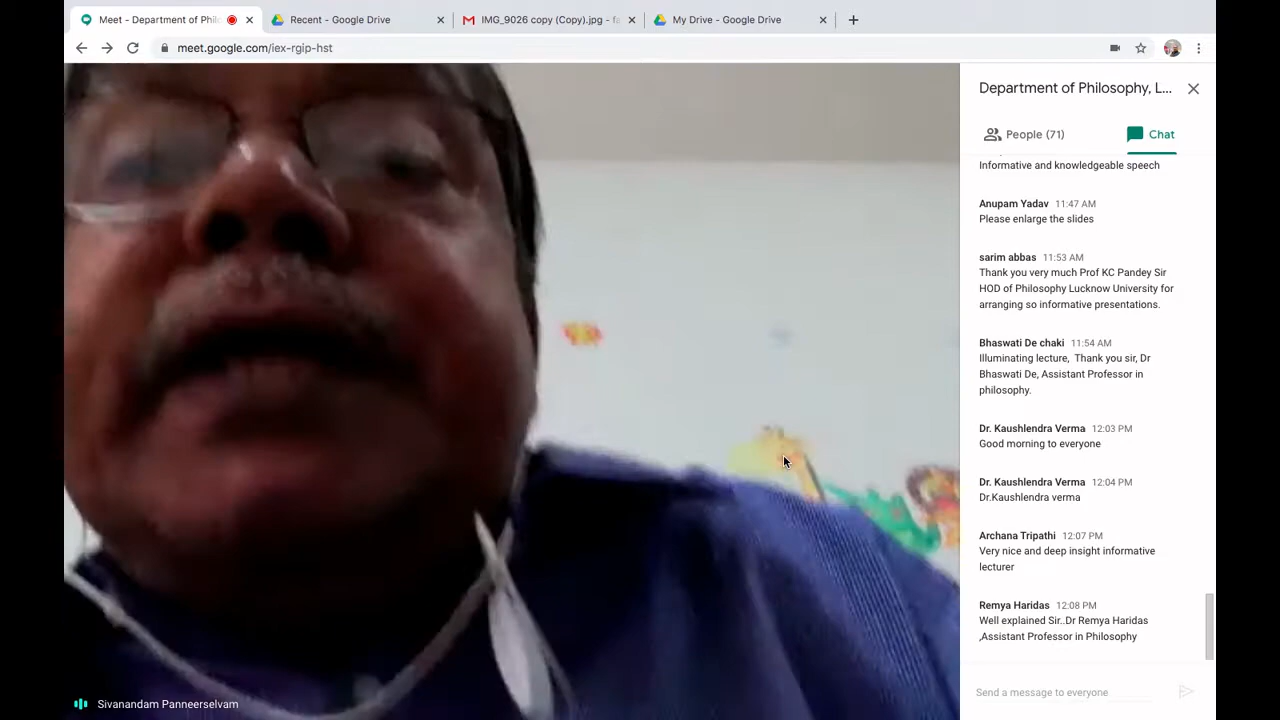 Meet - Department of Philo
Recent - Google Drive
IMG_9026 copy (Copy).jpg - fa
My Drive - Google Drive
meet.google.com/iex-rgip-hst
Department of Philosophy, L...
People (71)
Chat
Informative and knowledgeable speech
Anupam Yadav 11:47 AM
Please enlarge the slides
sarim abbas 11:53 AM
Thank you very much Prof KC Pandey Sir
HOD of Philosophy Lucknow University for
arranging so informative presentations.
Bhaswati De chaki 11:54 AM
Illuminating lecture, Thank you sir, Dr
Bhaswati De, Assistant Professor in
philosophy.
Dr. Kaushlendra Verma 12:03 PM
Good morning to everyone
Dr. Kaushlendra Verma 12:04 PM
Dr.Kaushlendra verma
Archana Tripathi 12:07 PM
Very nice and deep insight informative
lecturer
Remya Haridas 12:08 PM
Well explained Sir..Dr Remya Haridas
,Assistant Professor in Philosophy
Send a message to everyone
Sivanandam Panneerselvam